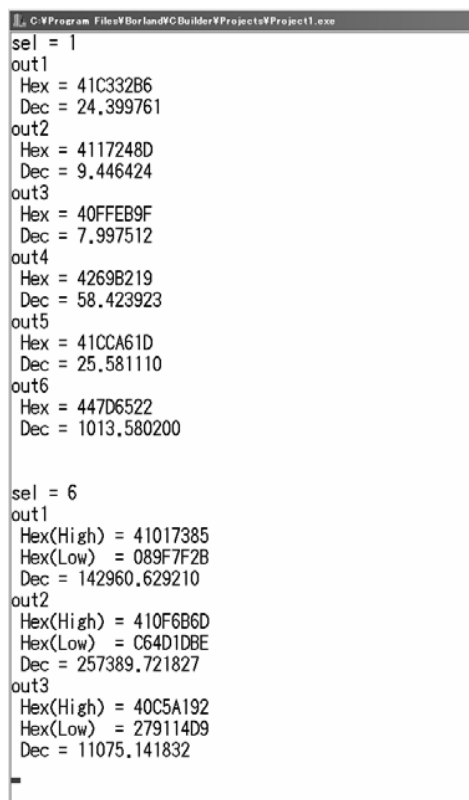 C:¥Program Files¥Borland¥CBuilder¥Projects¥Project1.exe
sel = 1
out1
Hex = 41C332B6
Dec = 24.399761
out2
Hex = 4117248D
Dec = 9.446424
out3
Hex = 40FFEB9F
Dec = 7.997512
out4
Hex = 4269B219
Dec = 58.423923
out5
Hex = 41CCA61D
Dec = 25.581110
out6
Hex = 447D6522
Dec = 1013.580200
sel = 6
out1
Hex(High) = 41017385
Hex(Low) = 089F7F2B
Dec = 142960.629210
out2
Hex(High) = 410F6B6D
Hex(Low) = C64D1DBE
Dec = 257389.721827
out3
Hex(High) = 40C5A192
Hex(Low) = 279114D9
Dec = 11075.141832